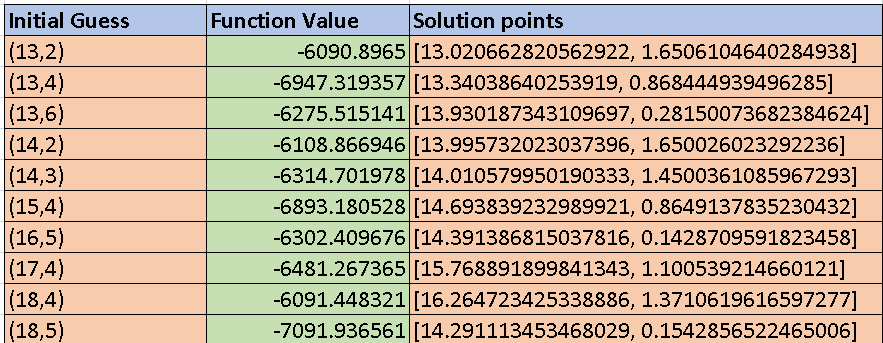 Initial Guess Function Value Solution points
(13,2) -6090.8965 [13.020662820562922, 1.6506104640284938]
(13,4) -6947.319357 [13.34038640253919, 0.868444939496285]
(13,6) -6275.515141 [13.930187343109697, 0.28150073682384624]
(14,2) -6108.866946 [13.995732023037396, 1.650026023292236]
(14,3) -6314.701978 [14.010579950190333, 1.4500361085967293]
(15,4) -6893.180528 [14.693839232989921, 0.8649137835230432]
(16,5) -6302.409676 [14.391386815037816, 0.1428709591823458]
(17,4) -6481.267365 [15.768891899841343, 1.100539214660121]
(18,4) -6091.448321 [16.264723425338886, 1.3710619616597277]
(18,5) -7091.936561 [14.291113453468029, 0.1542856522465006]